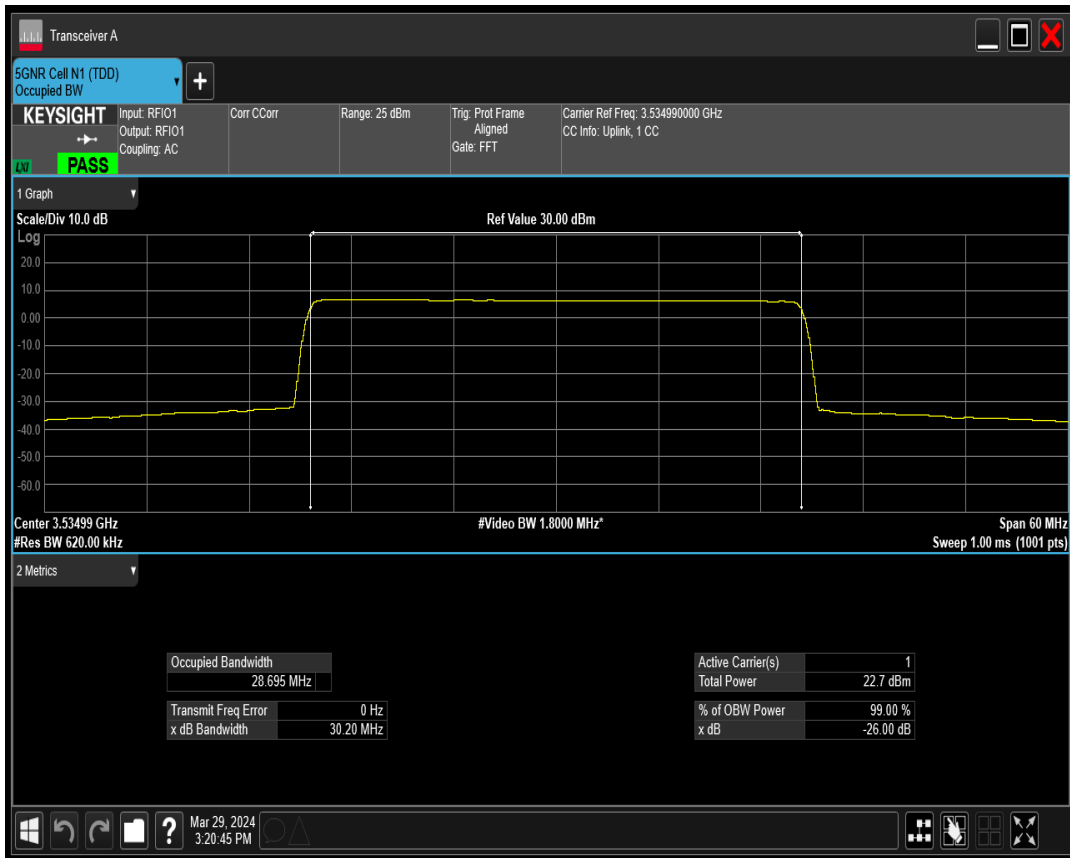 Transceiver A
5GNR Cell N1 (TDD)
Occupied BW
+
KEYSIGHT
LXI
PASS
Input: RFIO1
Output: RFIO1
Coupling: AC
Corr CCorr
Range: 25 dBm
Trig: Prot Frame
Aligned
Gate: FFT
Carrier Ref Freq: 3.534990000 GHz
CC Info: Uplink, 1 CC
1 Graph
Scale/Div 10.0 dB
Ref Value 30.00 dBm
Log
20.0
10.0
0.00
-10.0
-20.0
-30.0
-40.0
-50.0
-60.0
Center 3.53499 GHz
#Video BW 1.8000 MHz*
Span 60 MHz
#Res BW 620.00 kHz
Sweep 1.00 ms (1001 pts)
2 Metrics
Occupied Bandwidth
28.695 MHz
Transmit Freq Error 0 Hz
x dB Bandwidth 30.20 MHz
Active Carrier(s) 1
Total Power 22.7 dBm
% of OBW Power 99.00 %
x dB -26.00 dB
?
Mar 29, 2024
3:20:45 PM